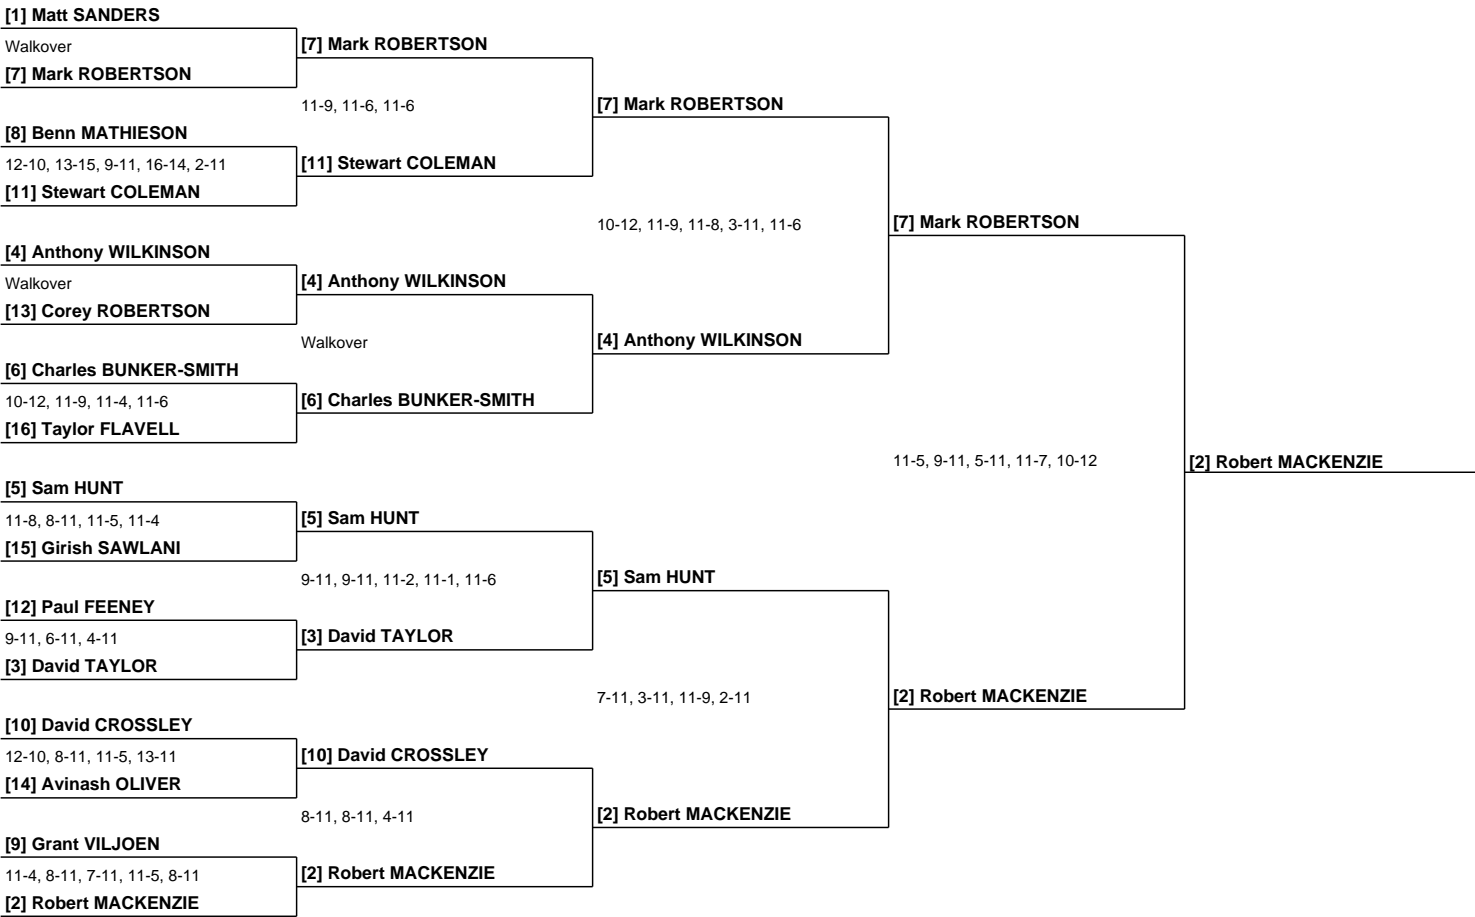 [1] Matt SANDERS
Walkover
[7] Mark ROBERTSON
[8] Benn MATHIESON
12-10, 13-15, 9-11, 16-14, 2-11
[11] Stewart COLEMAN
[4] Anthony WILKINSON
Walkover
[13] Corey ROBERTSON
[6] Charles BUNKER-SMITH
10-12, 11-9, 11-4, 11-6
[16] Taylor FLAVELL
[5] Sam HUNT
11-8, 8-11, 11-5, 11-4
[15] Girish SAWLANI
[12] Paul FEENEY
9-11, 6-11, 4-11
[3] David TAYLOR
[10] David CROSSLEY
12-10, 8-11, 11-5, 13-11
[14] Avinash OLIVER
[9] Grant VILJOEN
11-4, 8-11, 7-11, 11-5, 8-11
[2] Robert MACKENZIE
[7] Mark ROBERTSON
11-9, 11-6, 11-6
[11] Stewart COLEMAN
[4] Anthony WILKINSON
Walkover
[6] Charles BUNKER-SMITH
[5] Sam HUNT
9-11, 9-11, 11-2, 11-1, 11-6
[3] David TAYLOR
[10] David CROSSLEY
8-11, 8-11, 4-11
[2] Robert MACKENZIE
[7] Mark ROBERTSON
10-12, 11-9, 11-8, 3-11, 11-6
[4] Anthony WILKINSON
[5] Sam HUNT
7-11, 3-11, 11-9, 2-11
[2] Robert MACKENZIE
[7] Mark ROBERTSON
11-5, 9-11, 5-11, 11-7, 10-12
[2] Robert MACKENZIE
[2] Robert MACKENZIE